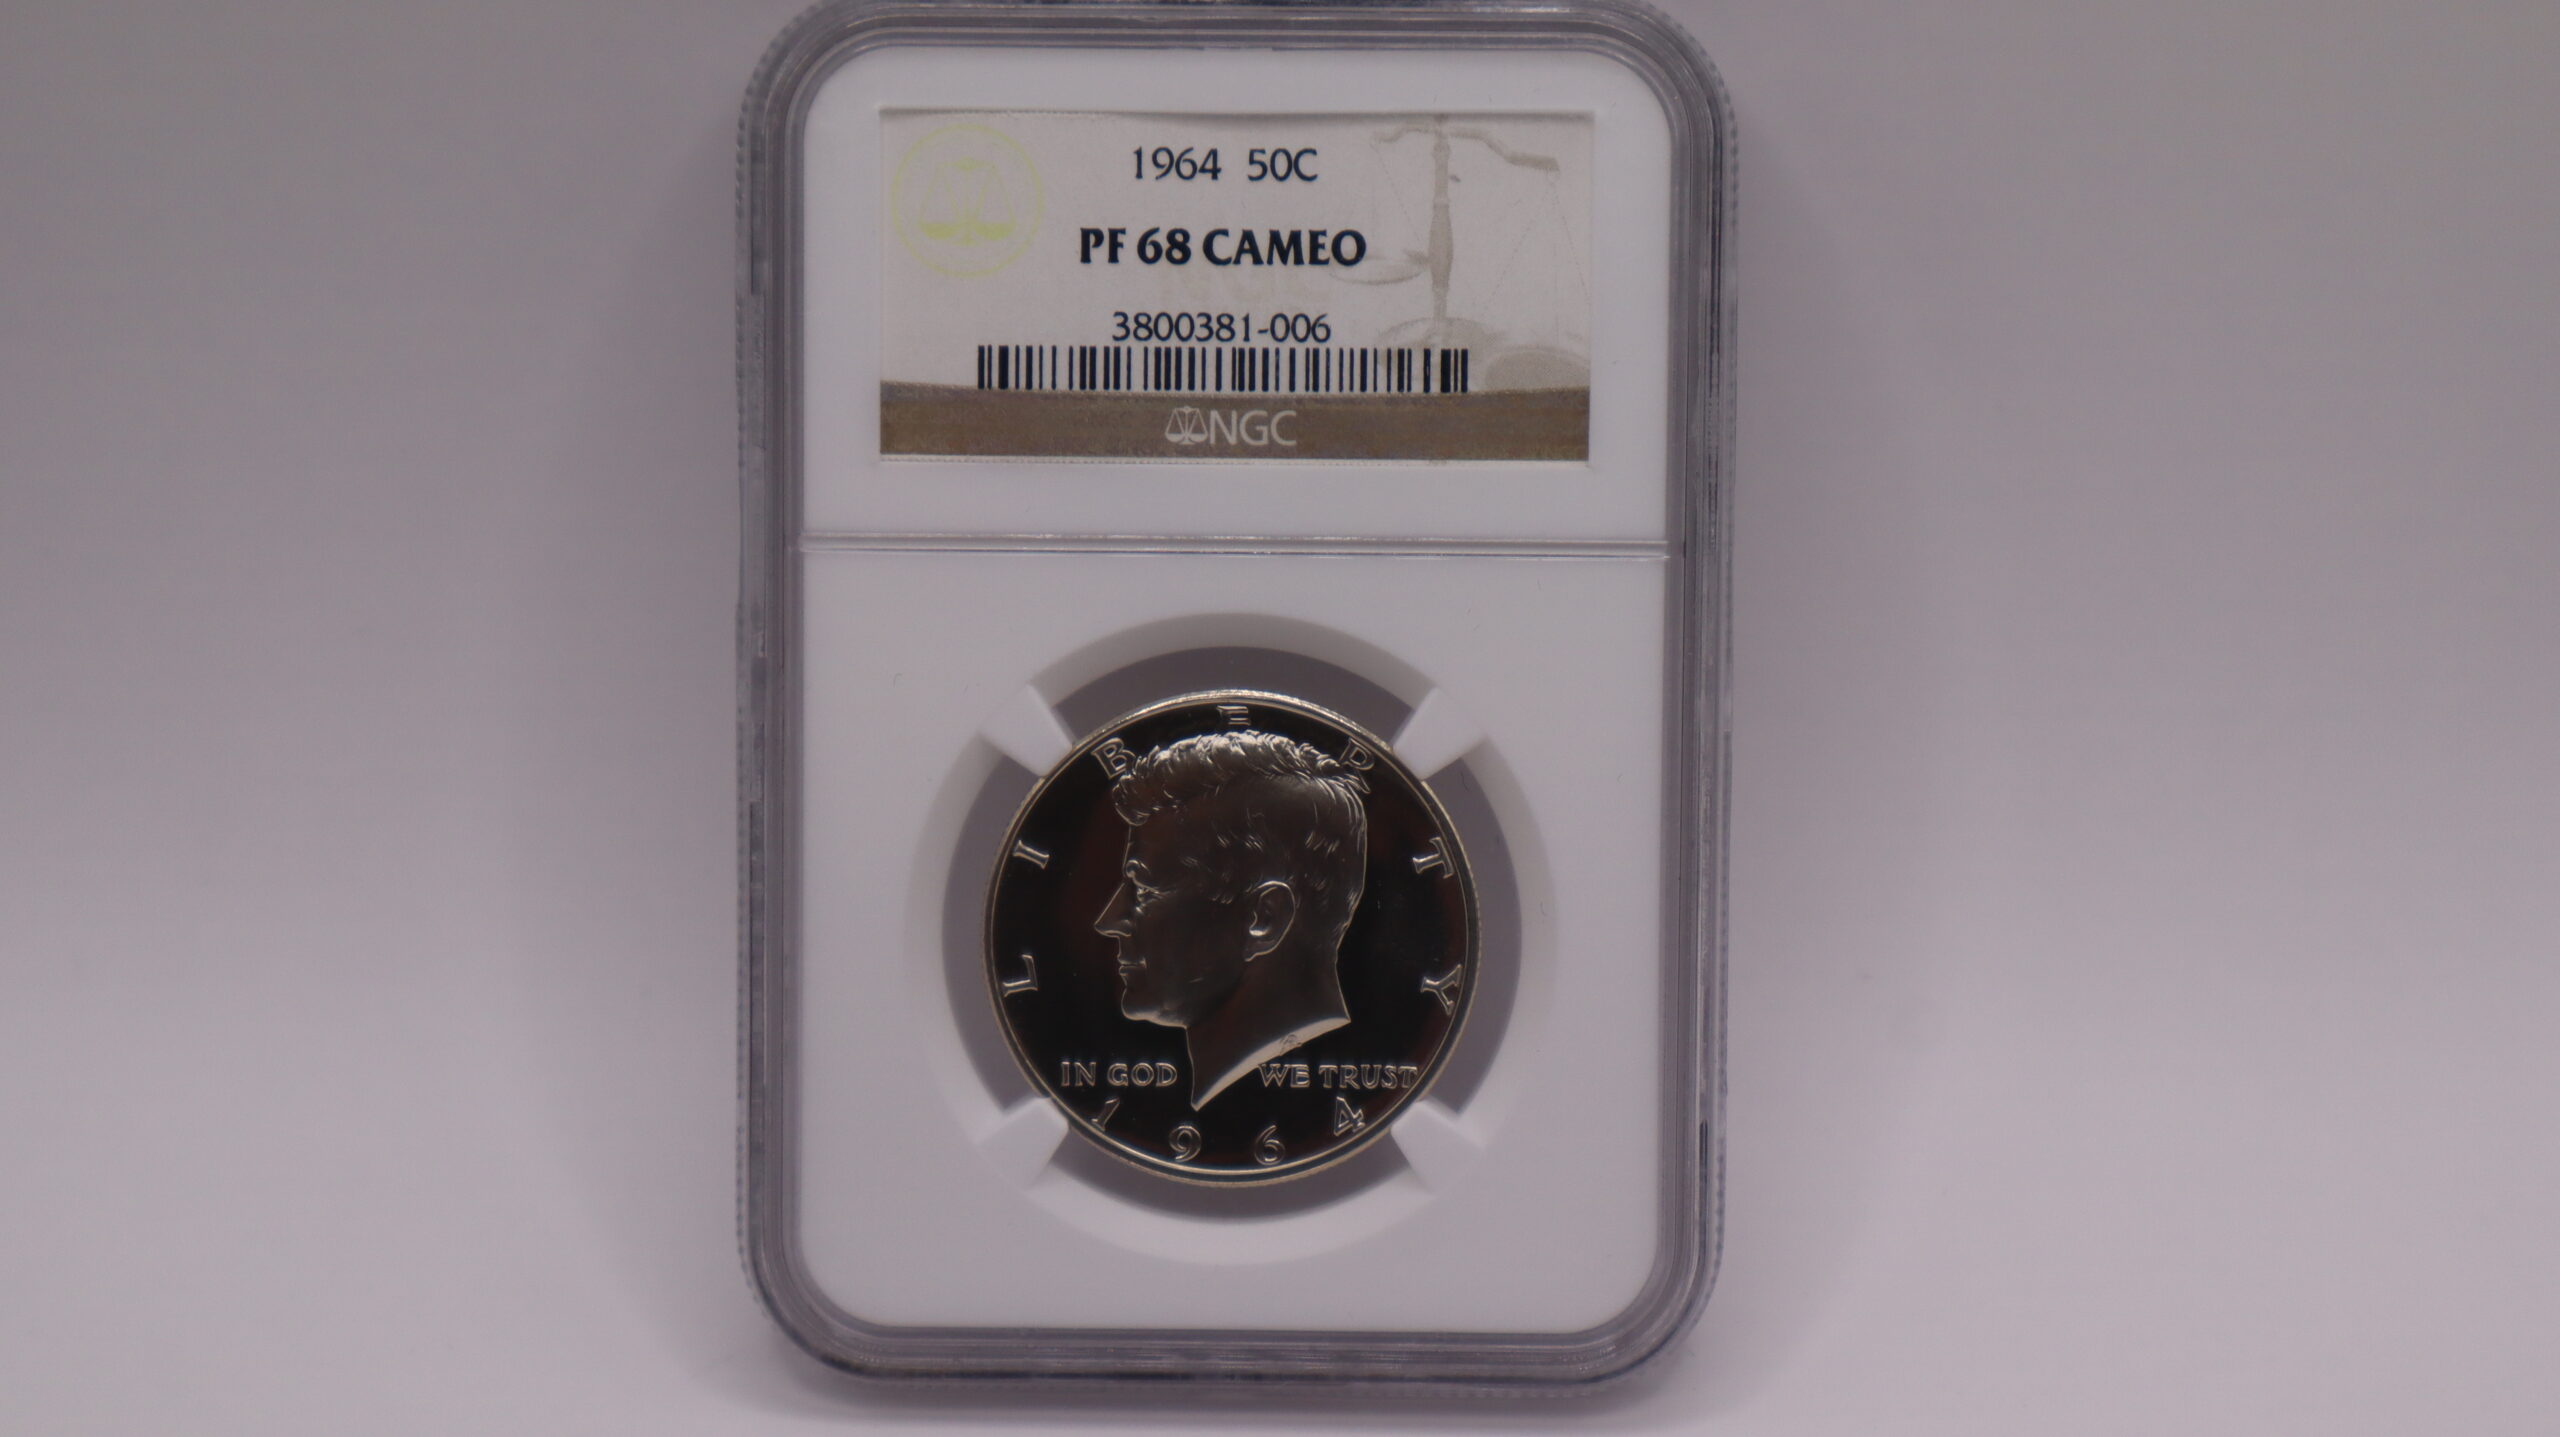 1964 50C
PF 68 CAMEO
3800381-006
NGC
LIBERTY
IN GOD WE TRUST
1964